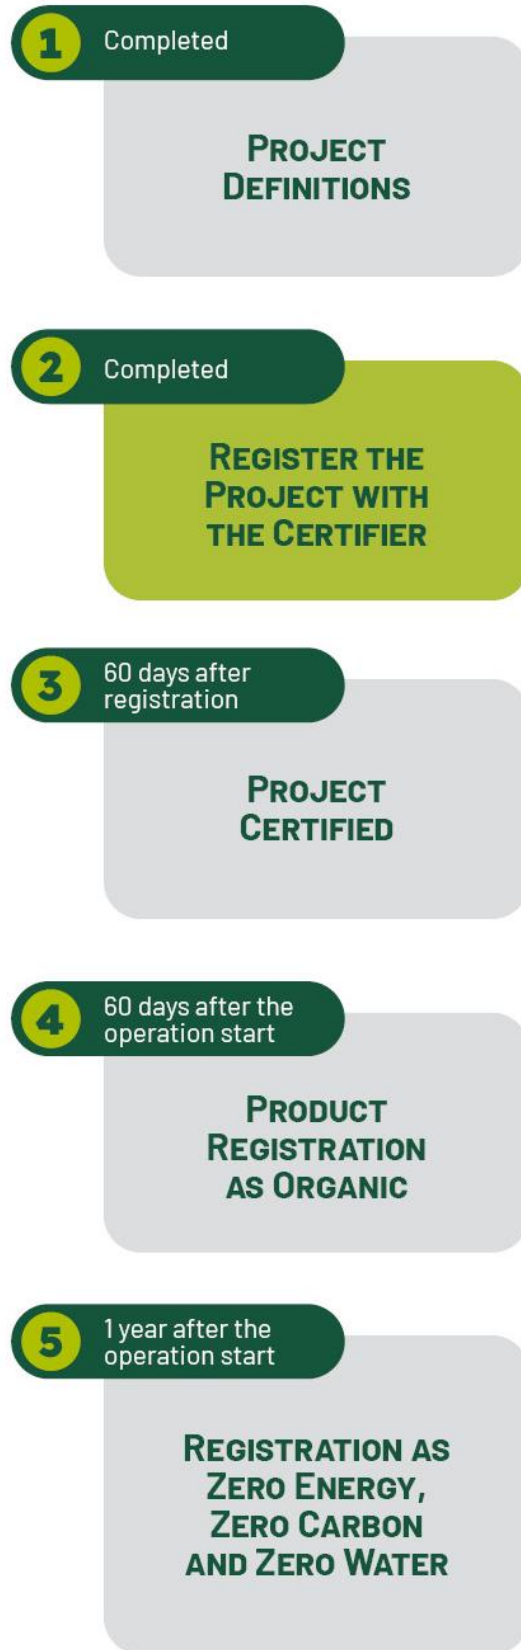 1
Completed
PROJECT
DEFINITIONS
2
Completed
REGISTER THE
PROJECT WITH
THE CERTIFIER
3
60 days after
registration
PROJECT
CERTIFIED
4
60 days after the
operation start
PRODUCT
REGISTRATION
AS ORGANIC
5
1 year after the
operation start
REGISTRATION AS
ZERO ENERGY,
ZERO CARBON
AND ZERO WATER